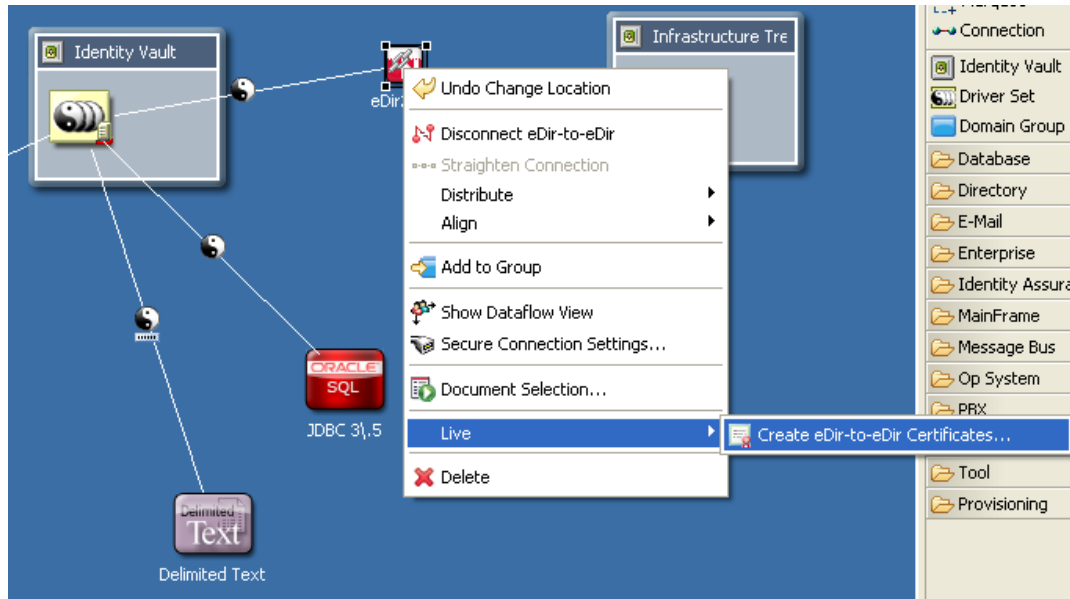 Identity Vault
Infrastructure Tre
eDir
Undo Change Location
Disconnect eDir-to-eDir
Straighten Connection
Distribute
Align
Add to Group
Show Dataflow View
Secure Connection Settings...
Document Selection...
Live
Create eDir-to-eDir Certificates...
Delete
ORACLE
SQL
JDBC 3\.5
Delimited
Text
Delimited Text
Connection
Identity Vault
Driver Set
Domain Group
Database
Directory
E-Mail
Enterprise
Identity Assura
MainFrame
Message Bus
Op System
PBX
Tool
Provisioning